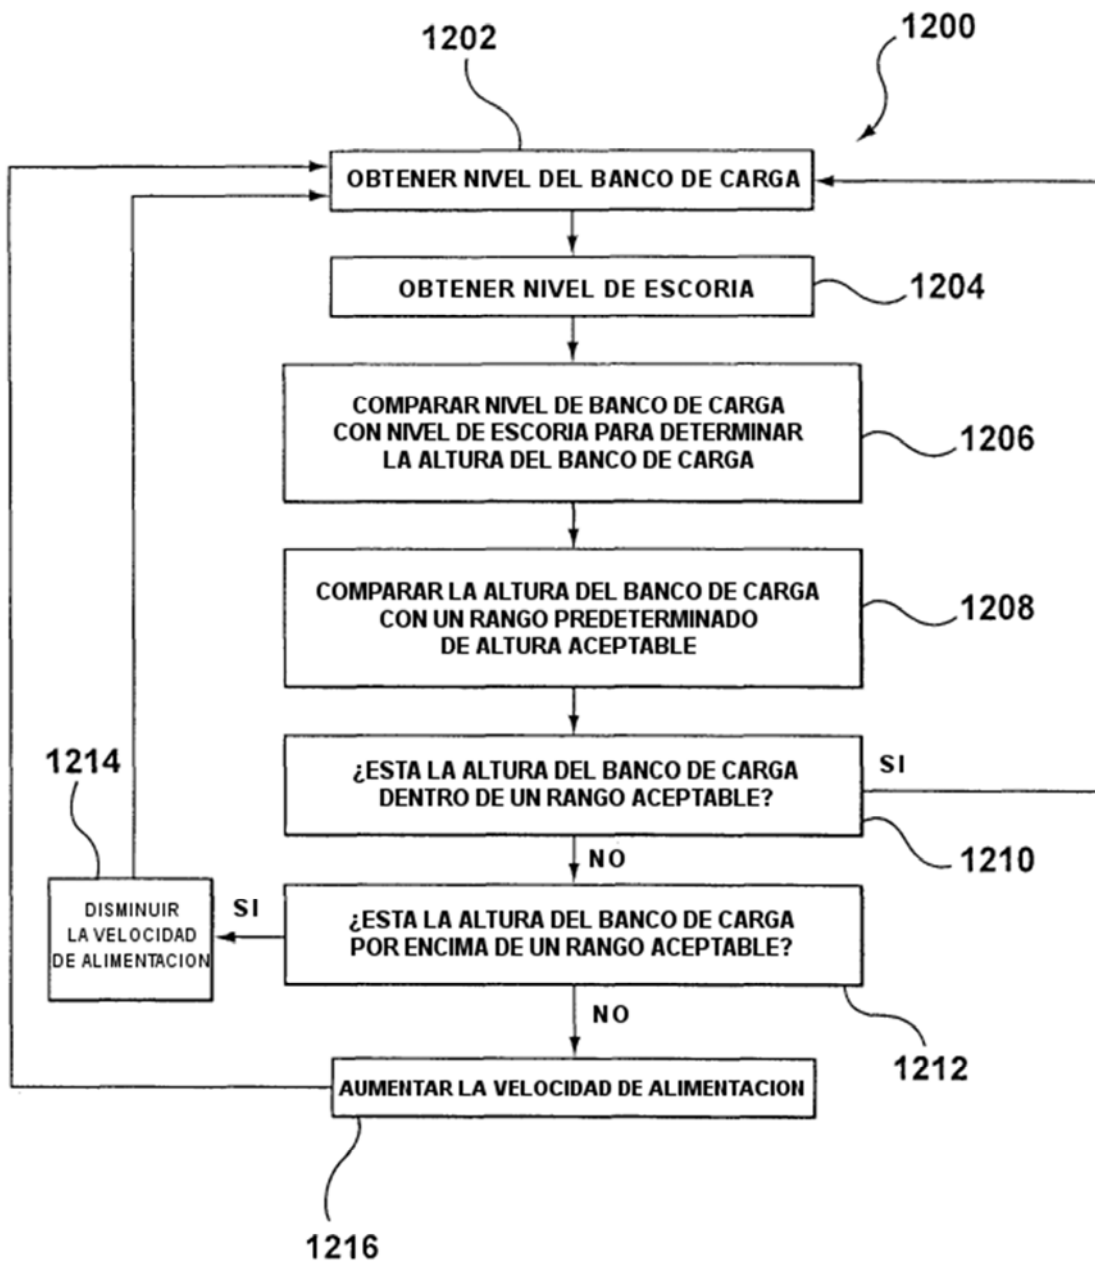 1202
1200
OBTENER NIVEL DEL BANCO DE CARGA
OBTENER NIVEL DE ESCORIA
1204
COMPARAR NIVEL DE BANCO DE CARGA
CON NIVEL DE ESCORIA PARA DETERMINAR
LA ALTURA DEL BANCO DE CARGA
1206
COMPARAR LA ALTURA DEL BANCO DE CARGA
CON UN RANGO PREDETERMINADO
DE ALTURA ACEPTABLE
1208
¿ESTA LA ALTURA DEL BANCO DE CARGA
DENTRO DE UN RANGO ACEPTABLE?
SI
1210
NO
1214
DISMINUIR
LA VELOCIDAD
DE ALIMENTACION
SI
¿ESTA LA ALTURA DEL BANCO DE CARGA
POR ENCIMA DE UN RANGO ACEPTABLE?
1212
NO
AUMENTAR LA VELOCIDAD DE ALIMENTACION
1216